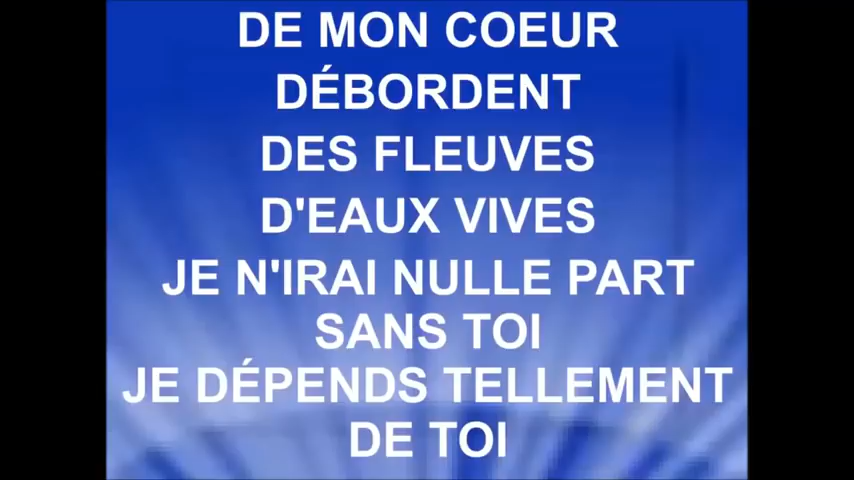 DE MON COEUR
DÉBORDENT
DES FLEUVES
D'EAUX VIVES
JE N'IRAI NULLE PART
SANS TOI
JE DÉPENDS TELLEMENT
DE TOI